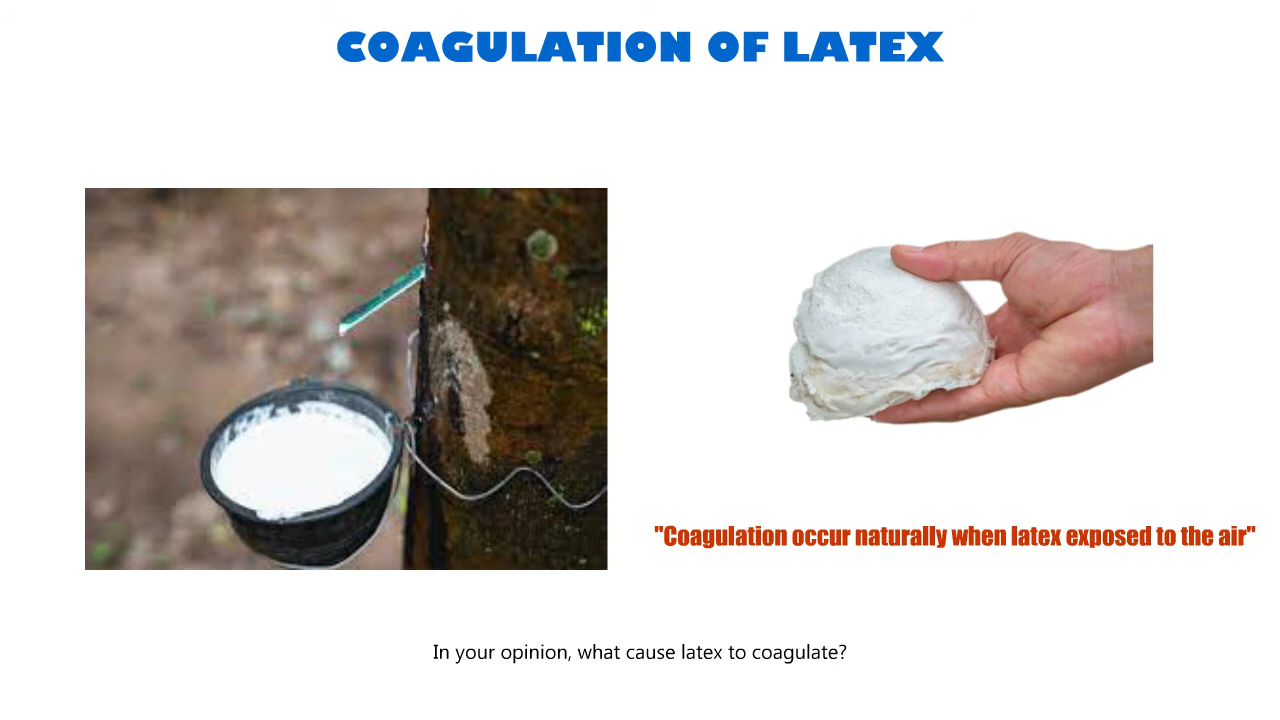 COAGULATION OF LATEX
"Coagulation occur naturally when latex exposed to the air"
In your opinion, what cause latex to coagulate?